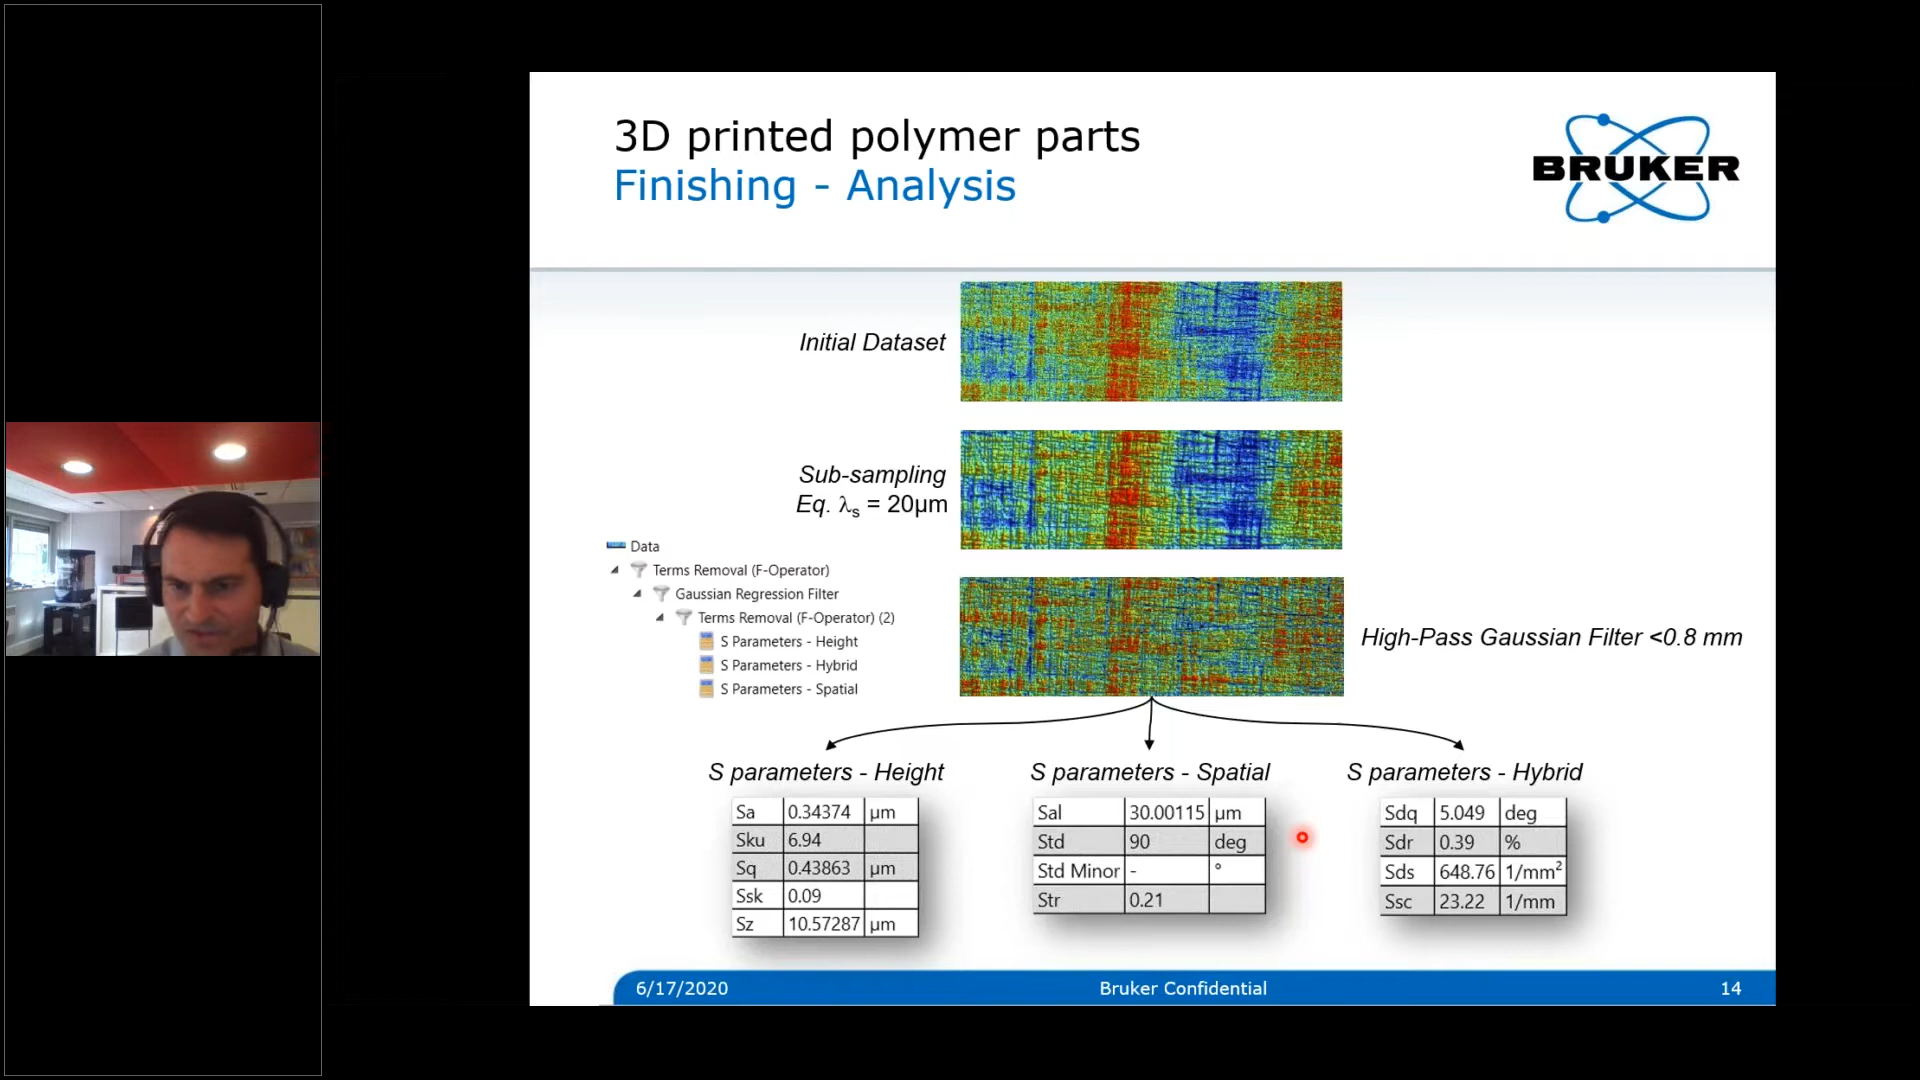 3D printed polymer parts
Finishing - Analysis
BRUKER
Initial Dataset
Sub-sampling
Eq. λs = 20µm
Data
Terms Removal (F-Operator)
Gaussian Regression Filter
Terms Removal (F-Operator) (2)
S Parameters - Height
S Parameters - Hybrid
S Parameters - Spatial
High-Pass Gaussian Filter <0.8 mm
S parameters - Height
Sa 0.34374 µm
Sku 6.94
Sq 0.43863 µm
Ssk 0.09
Sz 10.57287 µm
S parameters - Spatial
Sal 30.00115 µm
Std 90 deg
Std Minor - °
Str 0.21
S parameters - Hybrid
Sdq 5.049 deg
Sdr 0.39 %
Sds 648.76 1/mm²
Ssc 23.22 1/mm
6/17/2020
Bruker Confidential
14